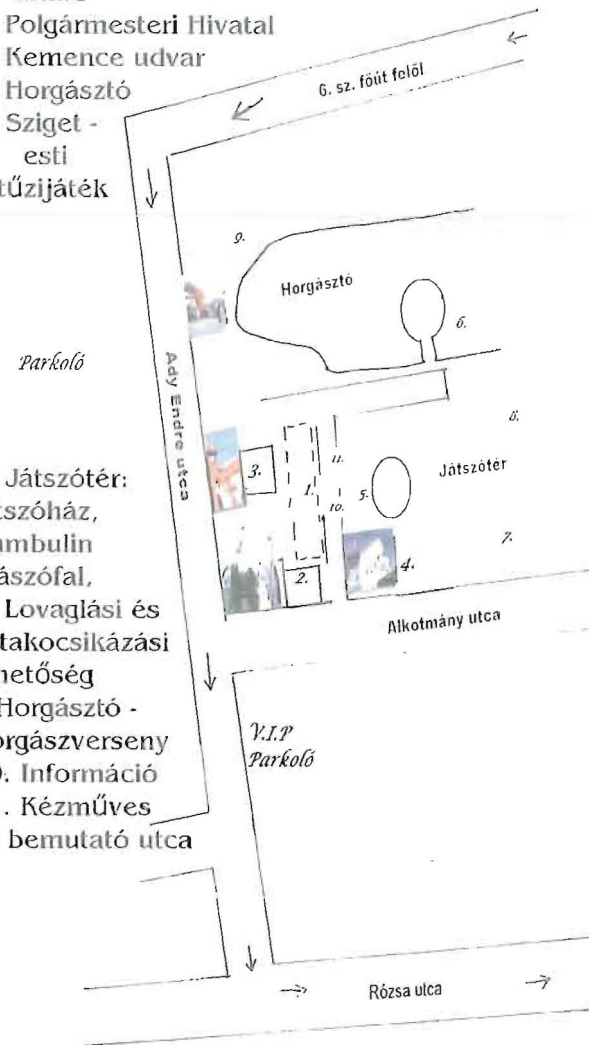 Polgármesteri Hivatal
Kemence udvar
Horgásztó
Sziget -
esti
tűzijáték
6. sz. főút felől
9.
Horgásztó
6.
Parkoló
Ady Endre utca
8.
3.
1.
11.
5.
Játszótér
10.
2.
4.
7.
Alkotmány utca
Játszótér:
Lovaglási és
Horgásztó -
Információ
Kézműves
bemutató utca
V.I.P
Parkoló
Rózsa utca